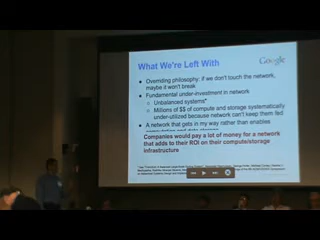 What We're Left With
Google
Overriding philosophy: if we don't touch the network,
maybe it won't break
Fundamental under-investment in network
Unbalanced systems*
Millions of $$ of compute and storage systematically
under-utilized because network can't keep them fed
A network that gets in my way rather than enables
Companies would pay a lot of money for a network
that adds to their ROI on their compute/storage
infrastructure